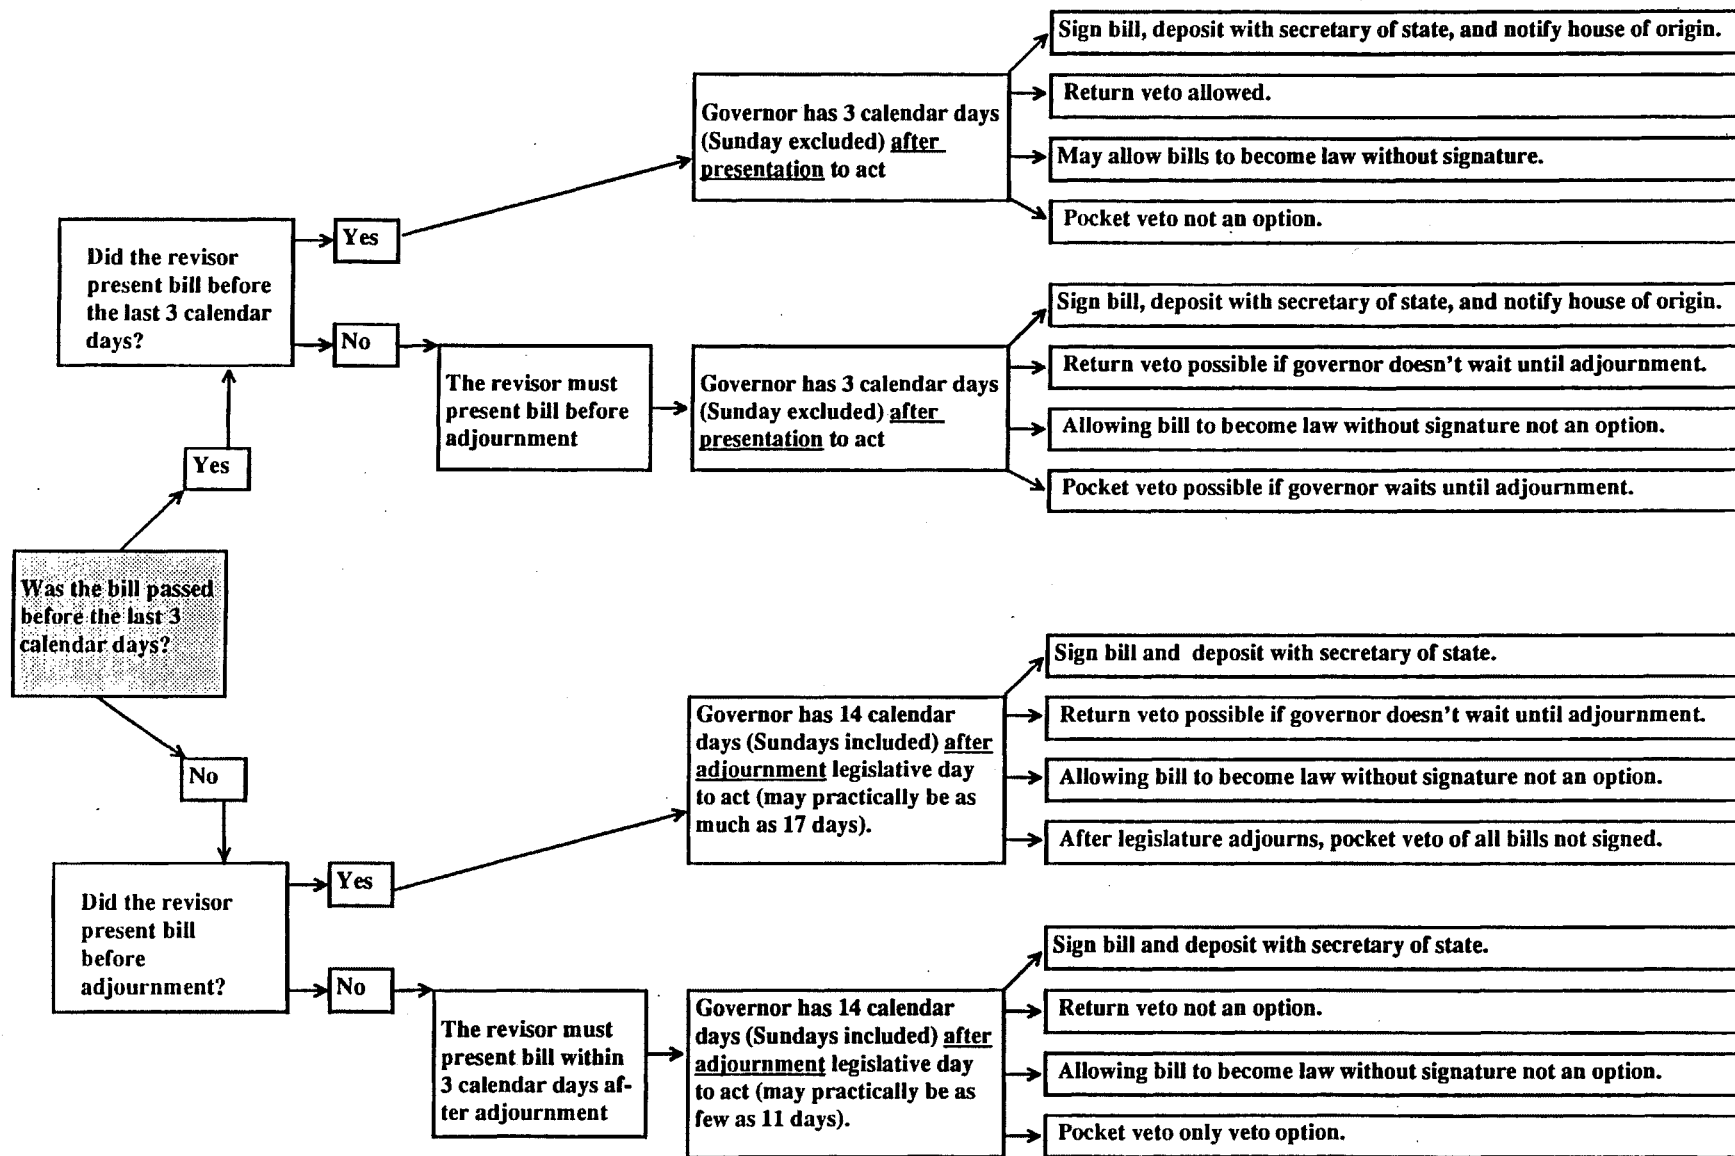 Sign bill, deposit with secretary of state, and notify house of origin.
Return veto allowed.
May allow bills to become law without signature.
Pocket veto not an option.
Governor has 3 calendar days
(Sunday excluded) after
presentation to act
Did the revisor
present bill before
the last 3 calendar
days?
Yes
No
The revisor must
present bill before
adjournment
Governor has 3 calendar days
(Sunday excluded) after
presentation to act
Sign bill, deposit with secretary of state, and notify house of origin.
Return veto possible if governor doesn't wait until adjournment.
Allowing bill to become law without signature not an option.
Pocket veto possible if governor waits until adjournment.
Yes
Was the bill passed
before the last 3
calendar days?
No
Did the revisor
present bill
before
adjournment?
Yes
Governor has 14 calendar
days (Sundays included) after
adjournment legislative day
to act (may practically be as
much as 17 days).
Sign bill and deposit with secretary of state.
Return veto possible if governor doesn't wait until adjournment.
Allowing bill to become law without signature not an option.
After legislature adjourns, pocket veto of all bills not signed.
No
The revisor must
present bill within
3 calendar days af-
ter adjournment
Governor has 14 calendar
days (Sundays included) after
adjournment legislative day
to act (may practically be as
few as 11 days).
Sign bill and deposit with secretary of state.
Return veto not an option.
Allowing bill to become law without signature not an option.
Pocket veto only veto option.